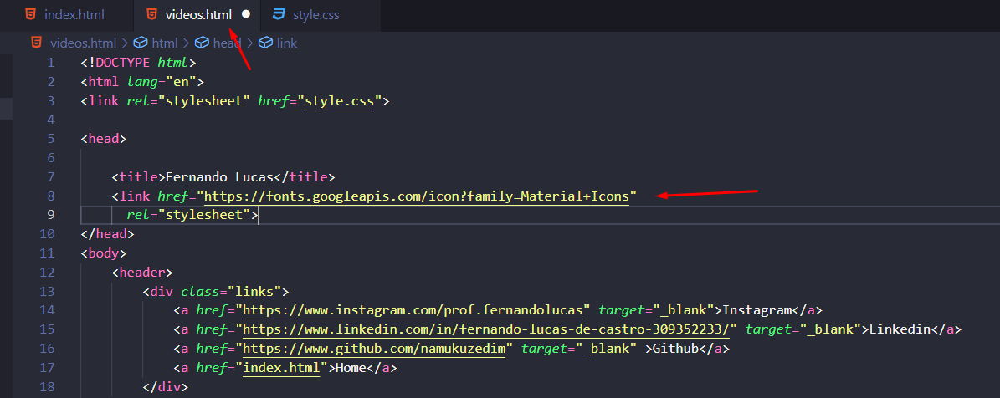 index.html videos.html style.css
videos.html > html > head > link
1 <!DOCTYPE html>
2 <html lang="en">
3 <link rel="stylesheet" href="style.css">
4
5 <head>
6
7 <title>Fernando Lucas</title>
8 <link href="https://fonts.googleapis.com/icon?family=Material+Icons"
9 rel="stylesheet">
10 </head>
11 <body>
12 <header>
13 <div class="links">
14 <a href="https://www.instagram.com/prof.fernandolucas" target="_blank">Instagram</a>
15 <a href="https://www.linkedin.com/in/fernando-lucas-de-castro-309352233/" target="_blank">Linkedin</a>
16 <a href="https://www.github.com/namukuzedim" target="_blank" >Github</a>
17 <a href="index.html">Home</a>
18 </div>